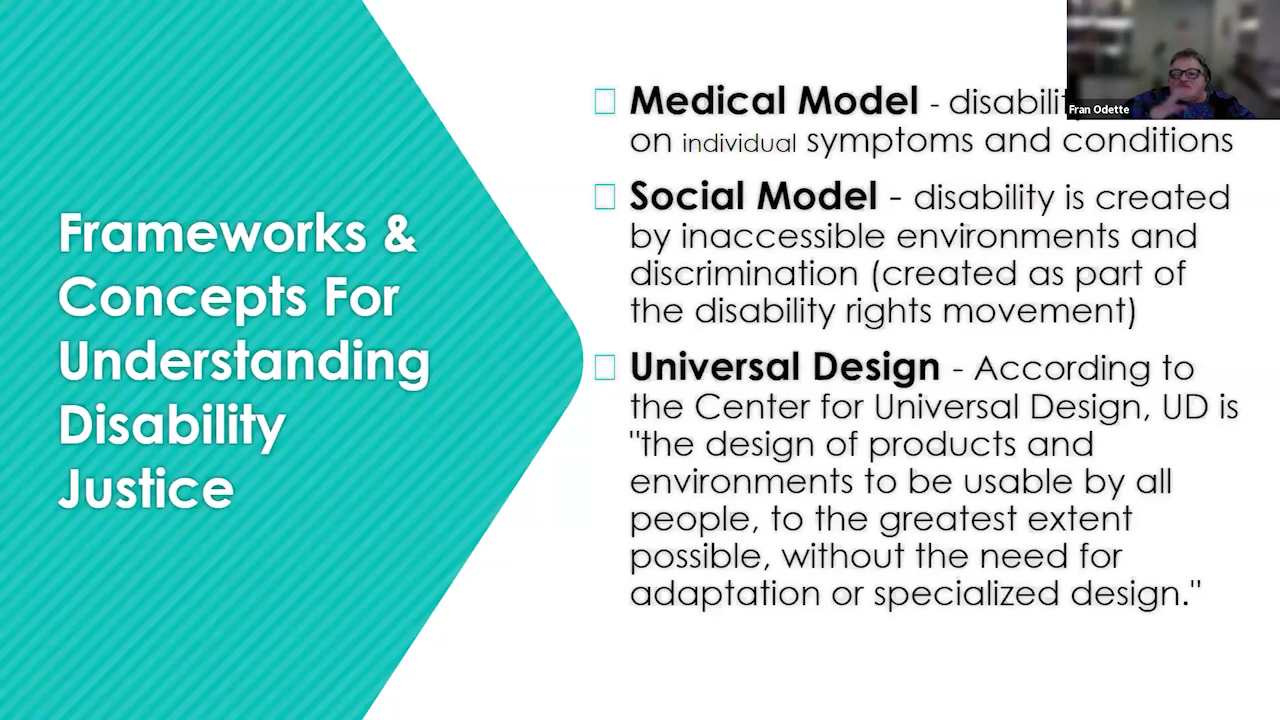 Frameworks &
Concepts For
Understanding
Disability
Justice
Medical Model -
on individual symptoms and conditions
Social Model - disability is created
by inaccessible environments and
discrimination (created as part of
the disability rights movement)
Universal Design - According to
the Center for Universal Design, UD is
"the design of products and
environments to be usable by all
people, to the greatest extent
possible, without the need for
adaptation or specialized design."
Fran Odette